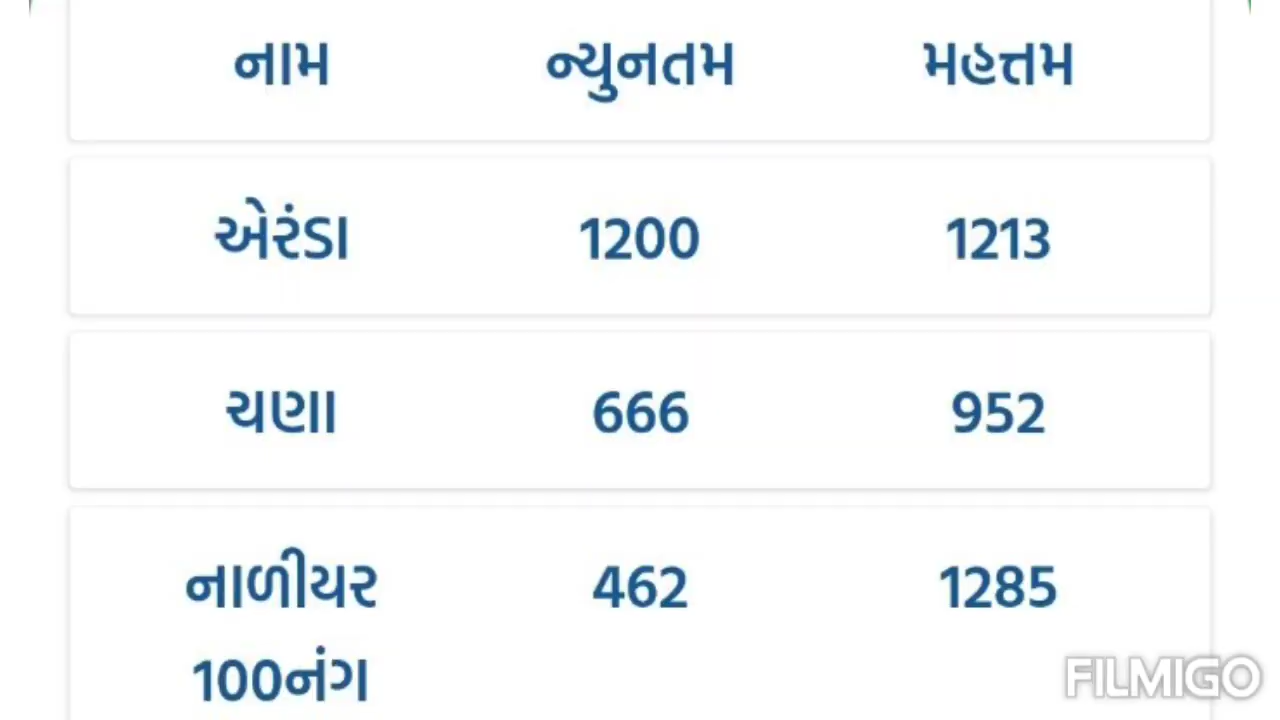 નામ ન્યુનતમ મહત્તમ
એરંડા 1200 1213
ચણા 666 952
નાળીયર 462 1285
100નંગ
FILMIGO